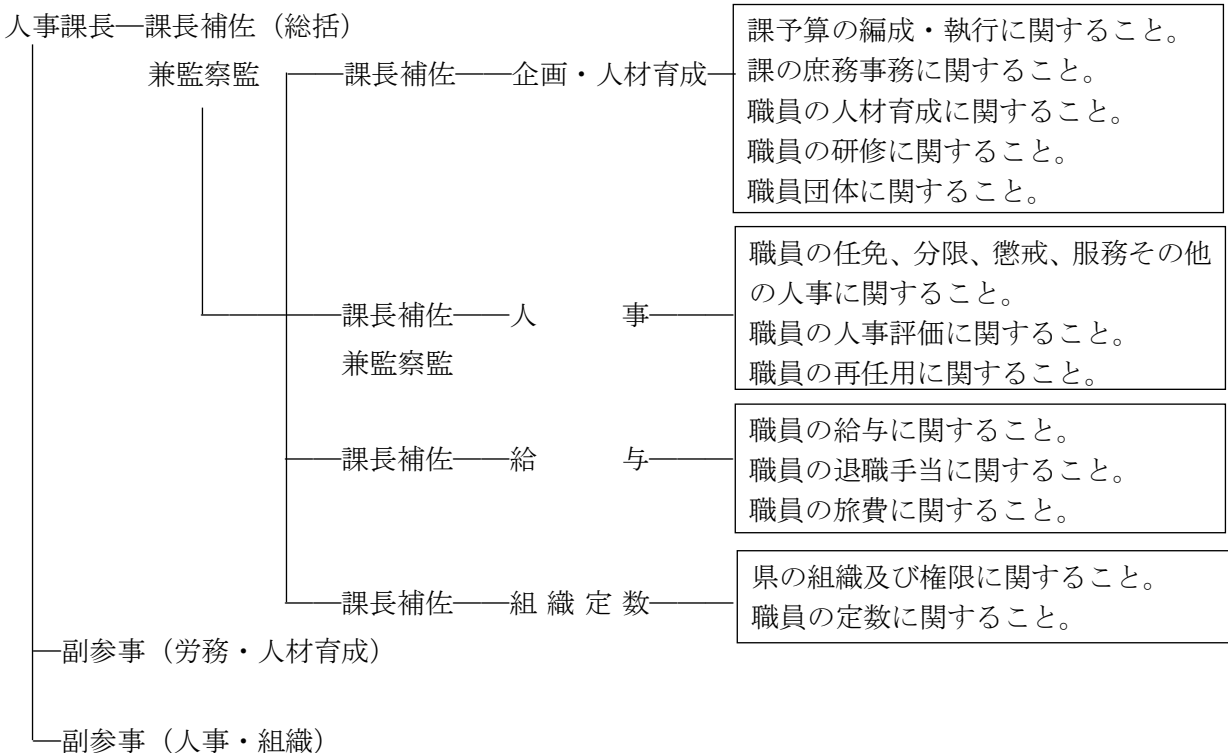 人事課長―課長補佐（総括）
兼監察監
課長補佐――企画・人材育成
課予算の編成・執行に関すること。
課の庶務事務に関すること。
職員の人材育成に関すること。
職員の研修に関すること。
職員団体に関すること。
課長補佐――人　　事
兼監察監
職員の任免、分限、懲戒、服務その他
の人事に関すること。
職員の人事評価に関すること。
職員の再任用に関すること。
課長補佐――給　　与
職員の給与に関すること。
職員の退職手当に関すること。
職員の旅費に関すること。
課長補佐――組 織 定 数
県の組織及び権限に関すること。
職員の定数に関すること。
副参事（労務・人材育成）
副参事（人事・組織）